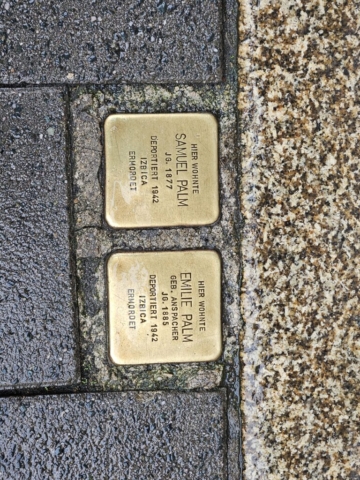 HIER WOHNTE
SAMUEL PALM
JG. 1877
DEPORTIERT 1942
IZBICA
ERMORDET
HIER WOHNTE
EMILIE PALM
GEB. ANSPACHER
JG. 1885
DEPORTIERT 1942
IZBICA
ERMORDET